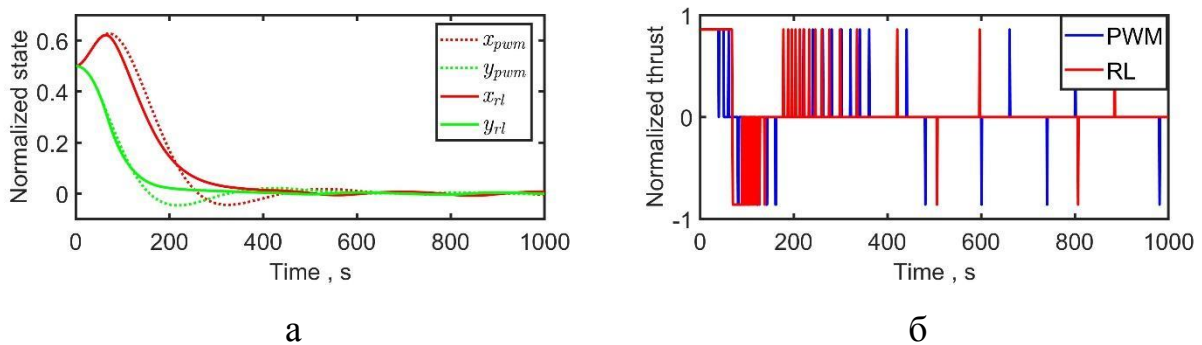 Normalized state
0.6
0.4
0.2
0
0 200 400 600 800 1000
Time , s
x_pwm
y_pwm
x_rl
y_rl
а
Normalized thrust
1
0
-1
0 200 400 600 800 1000
Time , s
PWM
RL
б